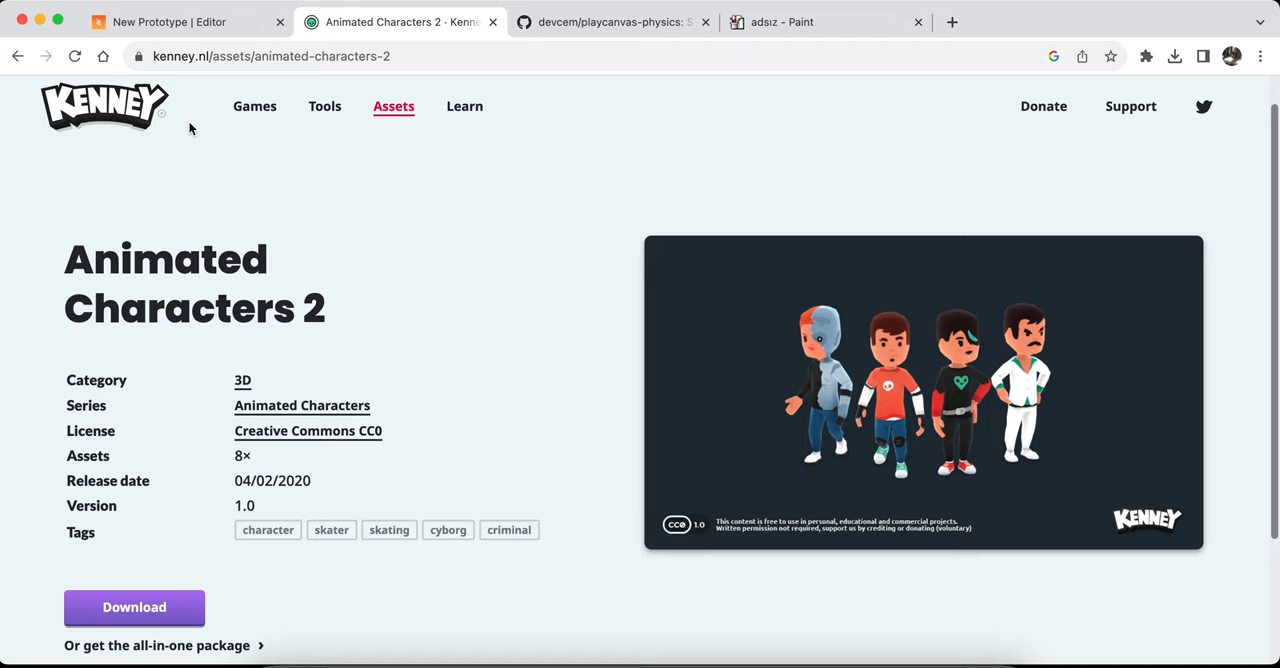 New Prototype | Editor
Animated Characters 2 · Kenne
devcem/playcanvas-physics: S
adsız - Paint
kenney.nl/assets/animated-characters-2
KENNEY
Games
Tools
Assets
Learn
Donate
Support
Animated
Characters 2
Category 3D
Series Animated Characters
License Creative Commons CC0
Assets 8×
Release date 04/02/2020
Version 1.0
Tags character skater skating cyborg criminal
CC0 1.0
This content is free to use in personal, educational and commercial projects.
Written permission not required, support us by crediting or donating (voluntary)
KENNEY
Download
Or get the all-in-one package ›